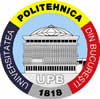 UNIVERSITATEA
POLITEHNICA
DIN BUCUREŞTI
UPB
1818